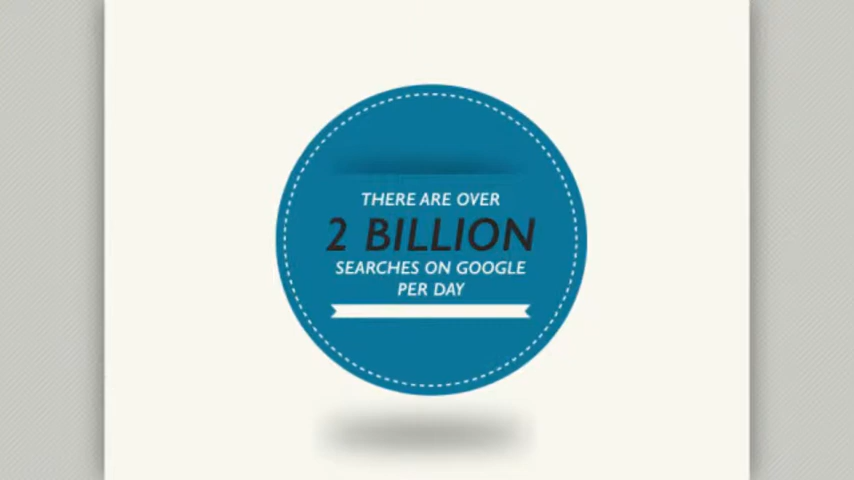 THERE ARE OVER
2 BILLION
SEARCHES ON GOOGLE
PER DAY